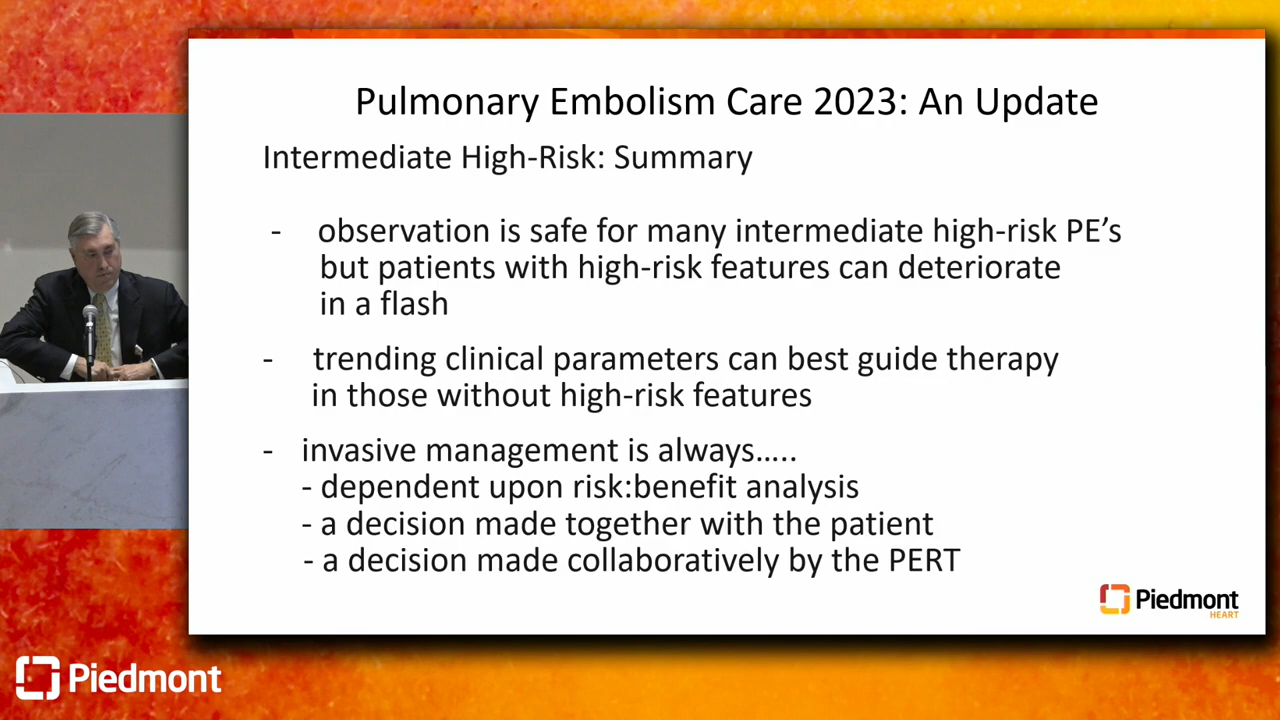 Pulmonary Embolism Care 2023: An Update
Intermediate High-Risk: Summary
- observation is safe for many intermediate high-risk PE’s
but patients with high-risk features can deteriorate
in a flash
- trending clinical parameters can best guide therapy
in those without high-risk features
- invasive management is always…..
- dependent upon risk:benefit analysis
- a decision made together with the patient
- a decision made collaboratively by the PERT
Piedmont
HEART
Piedmont